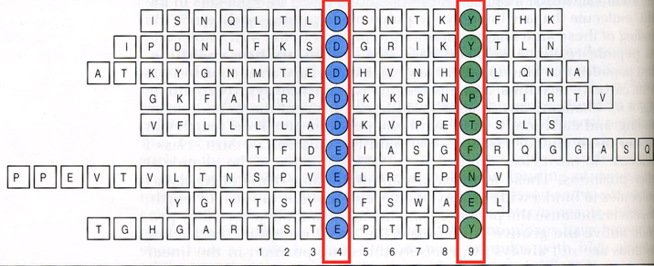 I S N Q L T L D S N T K Y F H K
I P D N L F K S D G R I K Y T L N
A T K Y G N M T E D H V N H L L Q N A
G K F A I R P D K K S N P I I R T V
V F L L L L A D K V P E T S L S
T F D E I A S G F R Q G G A S Q
P P E V T V L T N S P V E L R E P N V
Y G Y T S Y D F S W A E L
T G H G A R T S T E P T T D Y
1 2 3 4 5 6 7 8 9